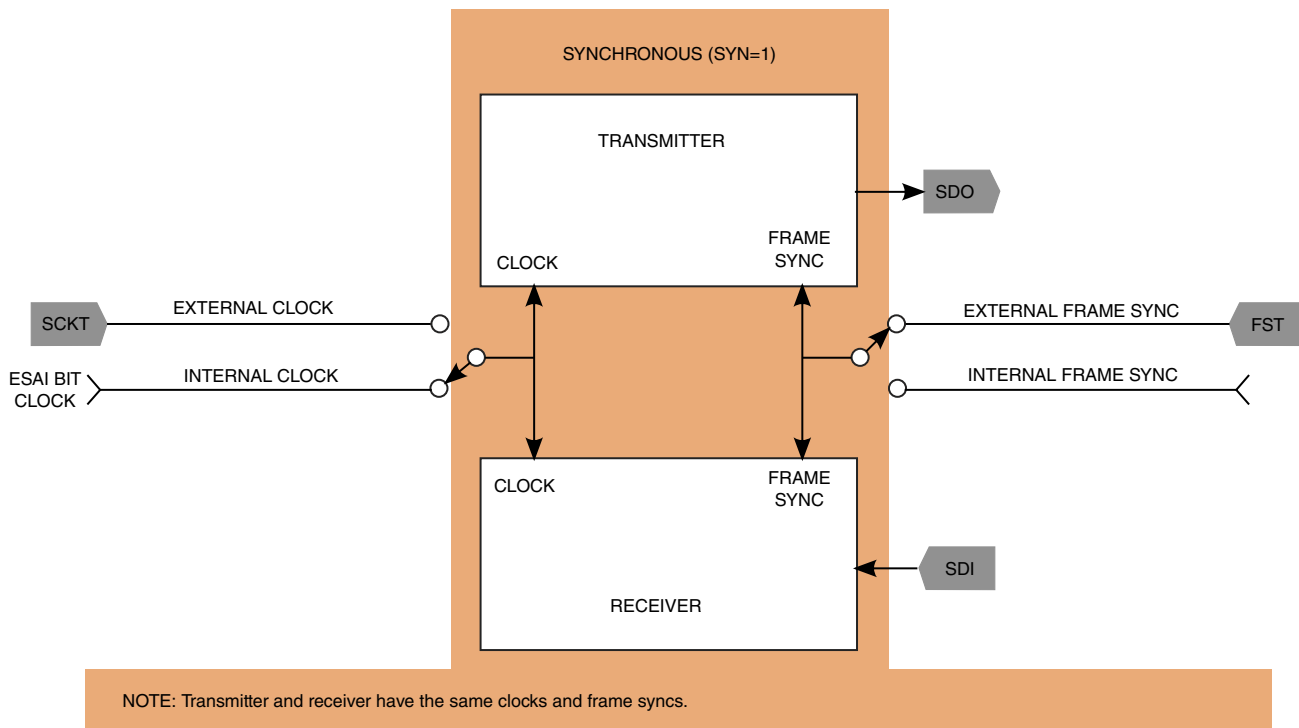 SYNCHRONOUS (SYN=1)
TRANSMITTER
SDO
FRAME
SYNC
CLOCK
SCKT
EXTERNAL CLOCK
EXTERNAL FRAME SYNC
FST
ESAI BIT
CLOCK
INTERNAL CLOCK
INTERNAL FRAME SYNC
CLOCK
FRAME
SYNC
SDI
RECEIVER
NOTE: Transmitter and receiver have the same clocks and frame syncs.